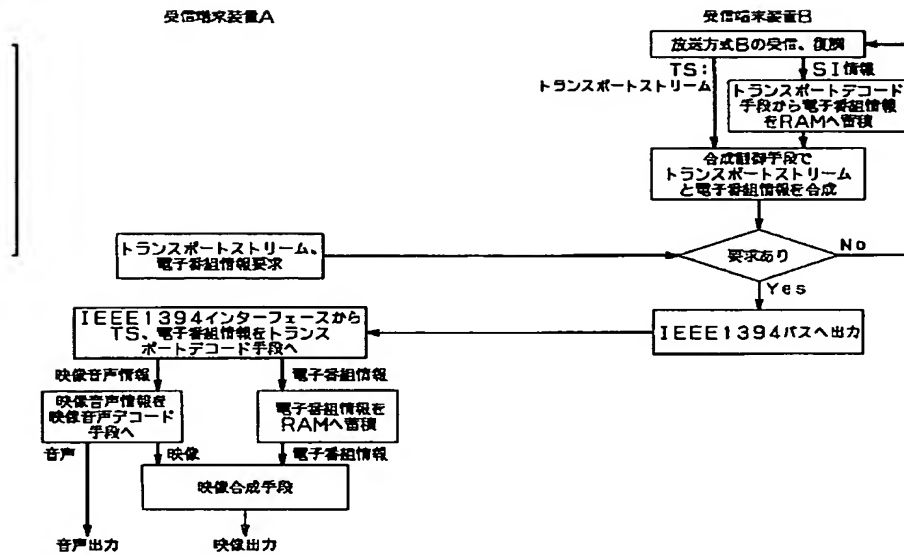 受信端末装置A
受信端末装置B
放送方式Bの受信、復調
TS:
トランスポートストリーム
SI情報
トランスポートデコード
手段から電子番組情報
をRAMへ蓄積
合成制御手段で
トランスポートストリーム
と電子番組情報を合成
トランスポートストリーム、
電子番組情報要求
要求あり
No
Yes
IEEE1394インターフェースから
TS、電子番組情報をトランス
ポートデコード手段へ
IEEE1394バスへ出力
映像音声情報
電子番組情報
映像音声情報を
映像音声デコード
手段へ
電子番組情報を
RAMへ蓄積
音声
映像
電子番組情報
映像合成手段
音声出力
映像出力